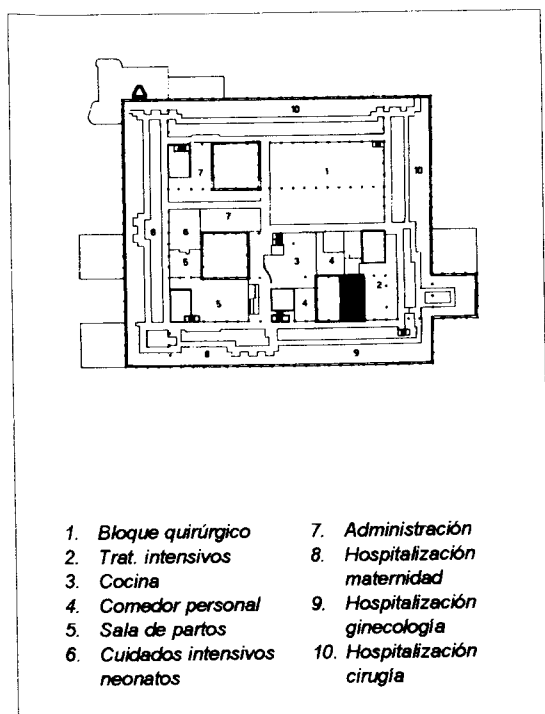 10
7
1
10
7
6
3
4
5
2
5
4
8
9
1. Bloque quirúrgico
2. Trat. intensivos
3. Cocina
4. Comedor personal
5. Sala de partos
6. Cuidados intensivos
neonatos
7. Administración
8. Hospitalización
maternidad
9. Hospitalización
ginecología
10. Hospitalización
cirugía